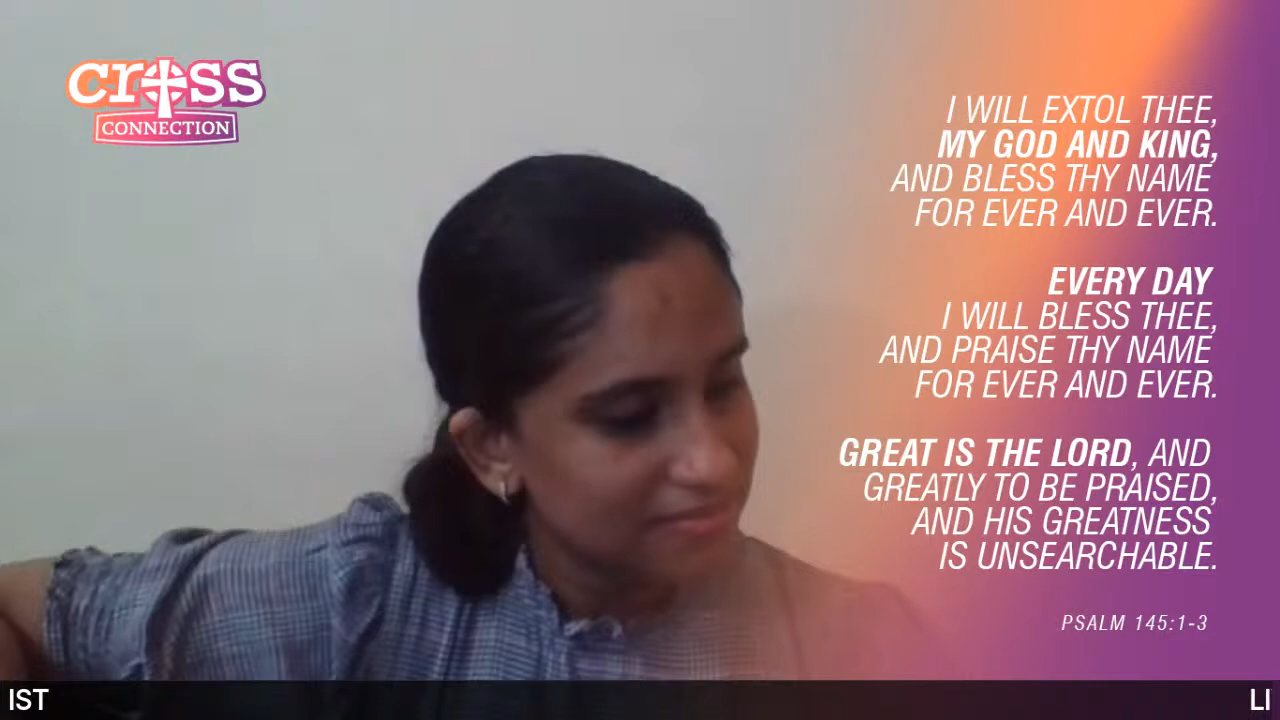 cross
CONNECTION
I WILL EXTOL THEE,
MY GOD AND KING,
AND BLESS THY NAME
FOR EVER AND EVER.
EVERY DAY
I WILL BLESS THEE,
AND PRAISE THY NAME
FOR EVER AND EVER.
GREAT IS THE LORD, AND
GREATLY TO BE PRAISED,
AND HIS GREATNESS
IS UNSEARCHABLE.
PSALM 145:1-3
IST
LI